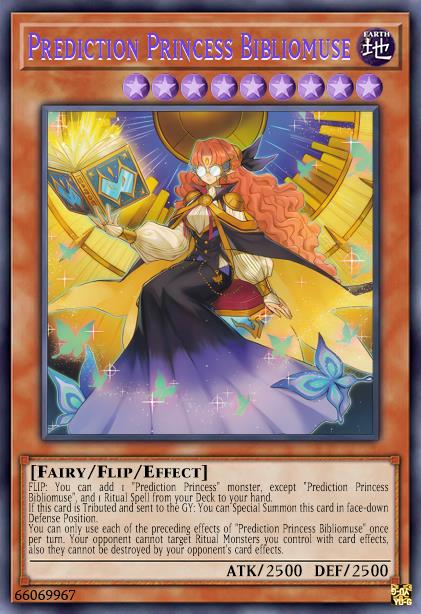 PREDICTION PRINCESS BIBLIOMUSE
EARTH
地
[FAIRY/FLIP/EFFECT]
FLIP: You can add 1 "Prediction Princess" monster, except "Prediction Princess
Bibliomuse", and 1 Ritual Spell from your Deck to your hand.
If this card is Tributed and sent to the GY: You can Special Summon this card in face-down
Defense Position.
You can only use each of the preceding effects of "Prediction Princess Bibliomuse" once
per turn. Your opponent cannot target Ritual Monsters you control with card effects,
also they cannot be destroyed by your opponent's card effects.
ATK/2500 DEF/2500
66069967